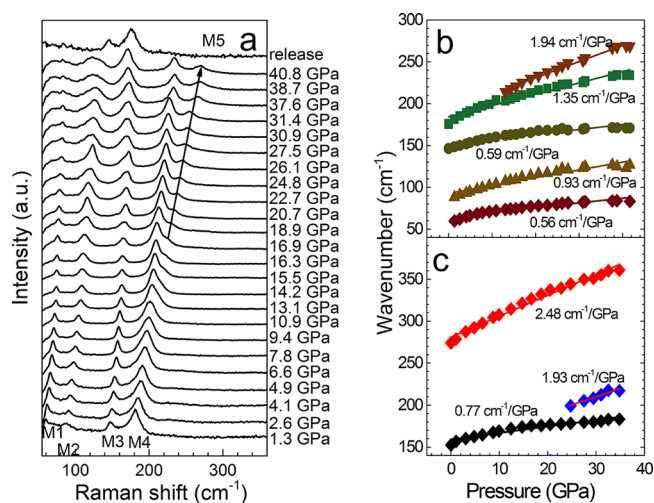 a
M5
release
40.8 GPa
38.7 GPa
37.6 GPa
31.4 GPa
30.9 GPa
27.5 GPa
26.1 GPa
24.8 GPa
22.7 GPa
20.7 GPa
18.9 GPa
16.9 GPa
16.3 GPa
15.5 GPa
14.2 GPa
13.1 GPa
10.9 GPa
9.4 GPa
7.8 GPa
6.6 GPa
4.9 GPa
4.1 GPa
2.6 GPa
1.3 GPa
M1
M2
M3 M4
100 200 300
Raman shift (cm⁻¹)
Intensity (a.u.)
b
300
250
200
150
100
50
1.94 cm⁻¹/GPa
1.35 cm⁻¹/GPa
0.59 cm⁻¹/GPa
0.93 cm⁻¹/GPa
0.56 cm⁻¹/GPa
Wavenumber (cm⁻¹)
c
350
300
250
200
150
2.48 cm⁻¹/GPa
1.93 cm⁻¹/GPa
0.77 cm⁻¹/GPa
0 10 20 30 40
Pressure (GPa)